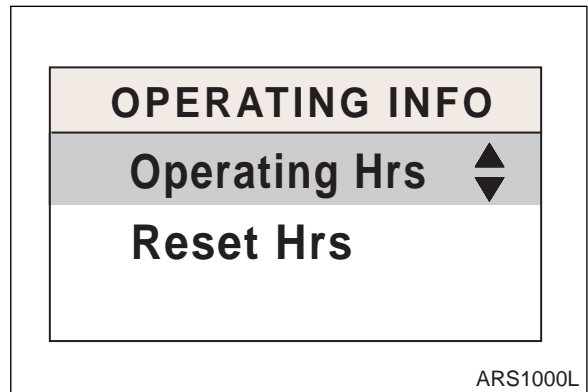 OPERATING INFO
Operating Hrs
Reset Hrs
ARS1000L